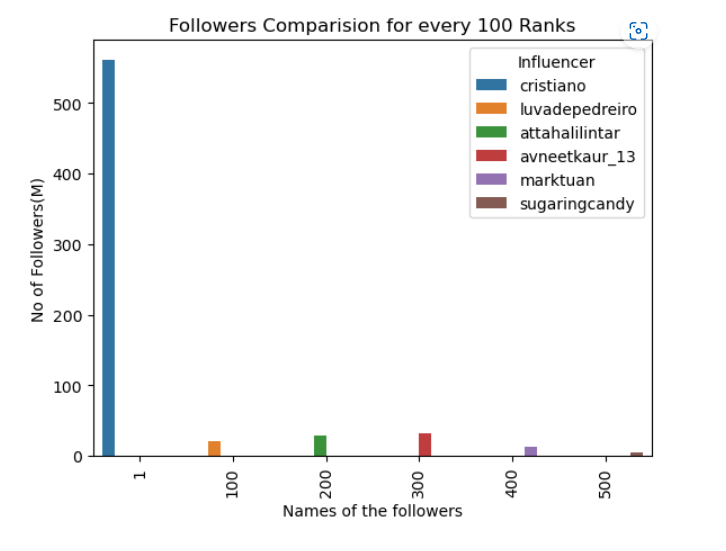 Followers Comparision for every 100 Ranks
Influencer
cristiano
luvadepedreiro
attahalilintar
avneetkaur_13
marktuan
sugaringcandy
No of Followers(M)
500
400
300
200
100
0
1
100
200
300
400
500
Names of the followers